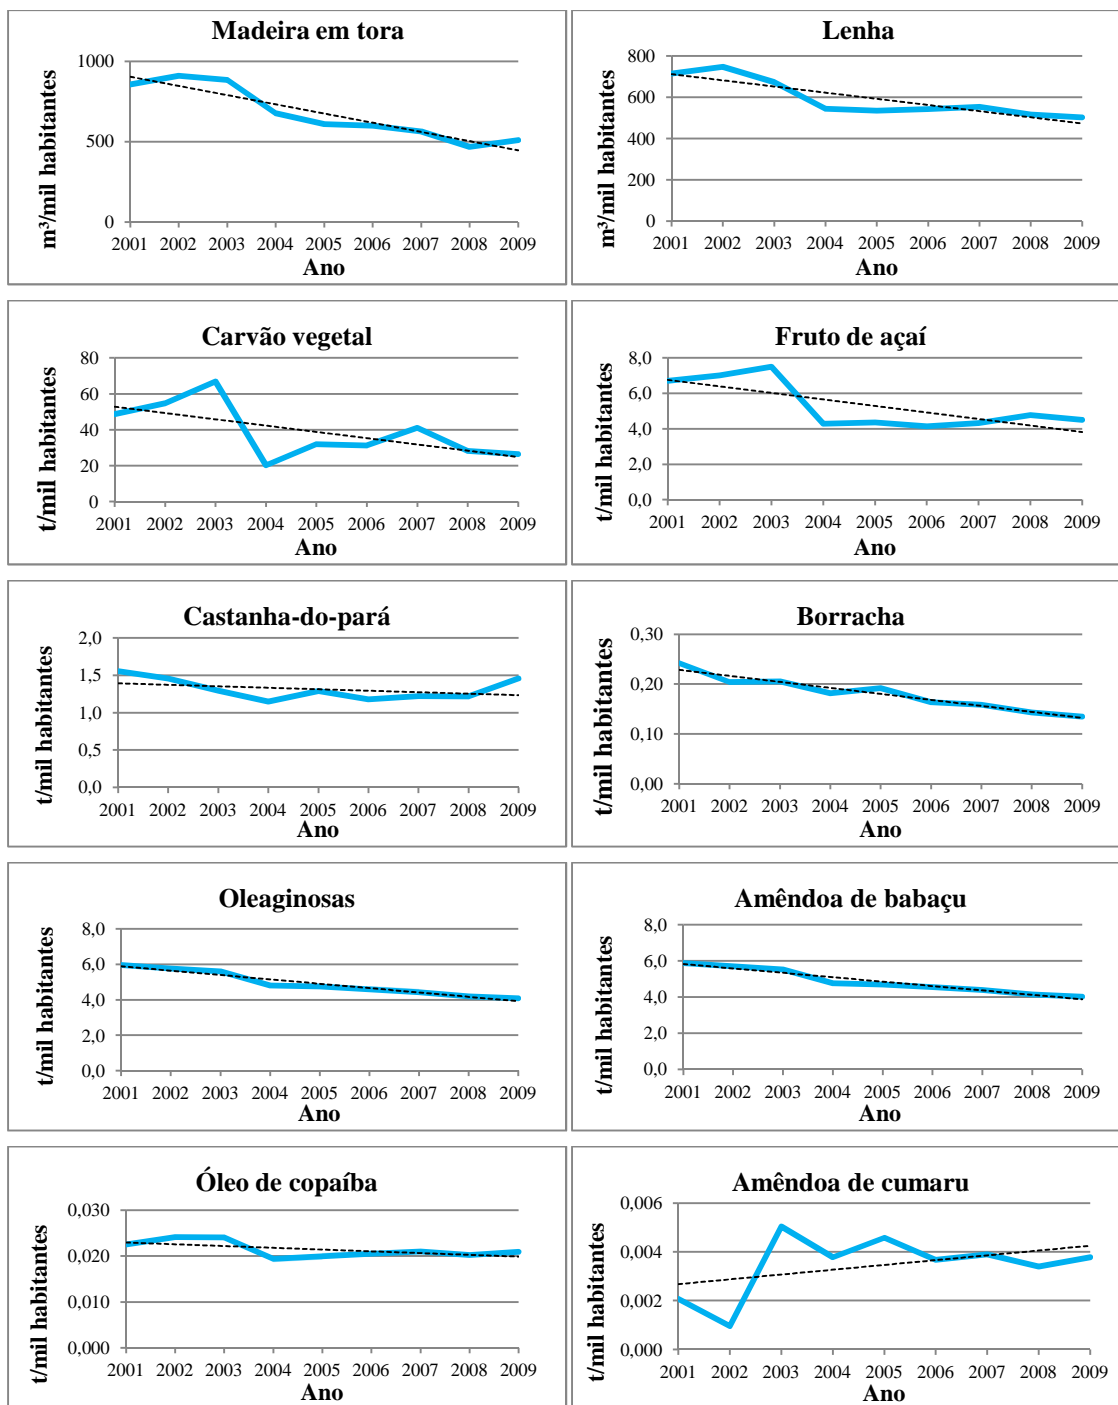 Madeira em tora
m³/mil habitantes
1000
500
0
2001 2002 2003 2004 2005 2006 2007 2008 2009
Ano
Lenha
m³/mil habitantes
800
600
400
200
0
2001 2002 2003 2004 2005 2006 2007 2008 2009
Ano
Carvão vegetal
t/mil habitantes
80
60
40
20
0
2001 2002 2003 2004 2005 2006 2007 2008 2009
Ano
Fruto de açaí
t/mil habitantes
8,0
6,0
4,0
2,0
0,0
2001 2002 2003 2004 2005 2006 2007 2008 2009
Ano
Castanha-do-pará
t/mil habitantes
2,0
1,5
1,0
0,5
0,0
2001 2002 2003 2004 2005 2006 2007 2008 2009
Ano
Borracha
t/mil habitantes
0,30
0,20
0,10
0,00
2001 2002 2003 2004 2005 2006 2007 2008 2009
Ano
Oleaginosas
t/mil habitantes
8,0
6,0
4,0
2,0
0,0
2001 2002 2003 2004 2005 2006 2007 2008 2009
Ano
Amêndoa de babaçu
t/mil habitantes
8,0
6,0
4,0
2,0
0,0
2001 2002 2003 2004 2005 2006 2007 2008 2009
Ano
Óleo de copaíba
t/mil habitantes
0,030
0,020
0,010
0,000
2001 2002 2003 2004 2005 2006 2007 2008 2009
Ano
Amêndoa de cumaru
t/mil habitantes
0,006
0,004
0,002
0,000
2001 2002 2003 2004 2005 2006 2007 2008 2009
Ano